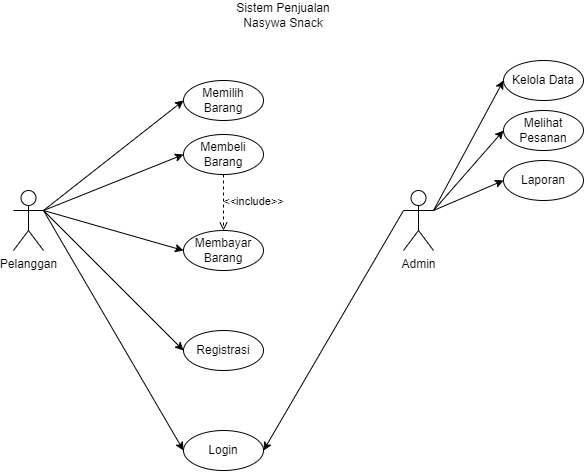 Sistem Penjualan
Nasywa Snack
Memilih
Barang
Membeli
Barang
<<include>>
Membayar
Barang
Registrasi
Login
Pelanggan
Kelola Data
Melihat
Pesanan
Laporan
Admin